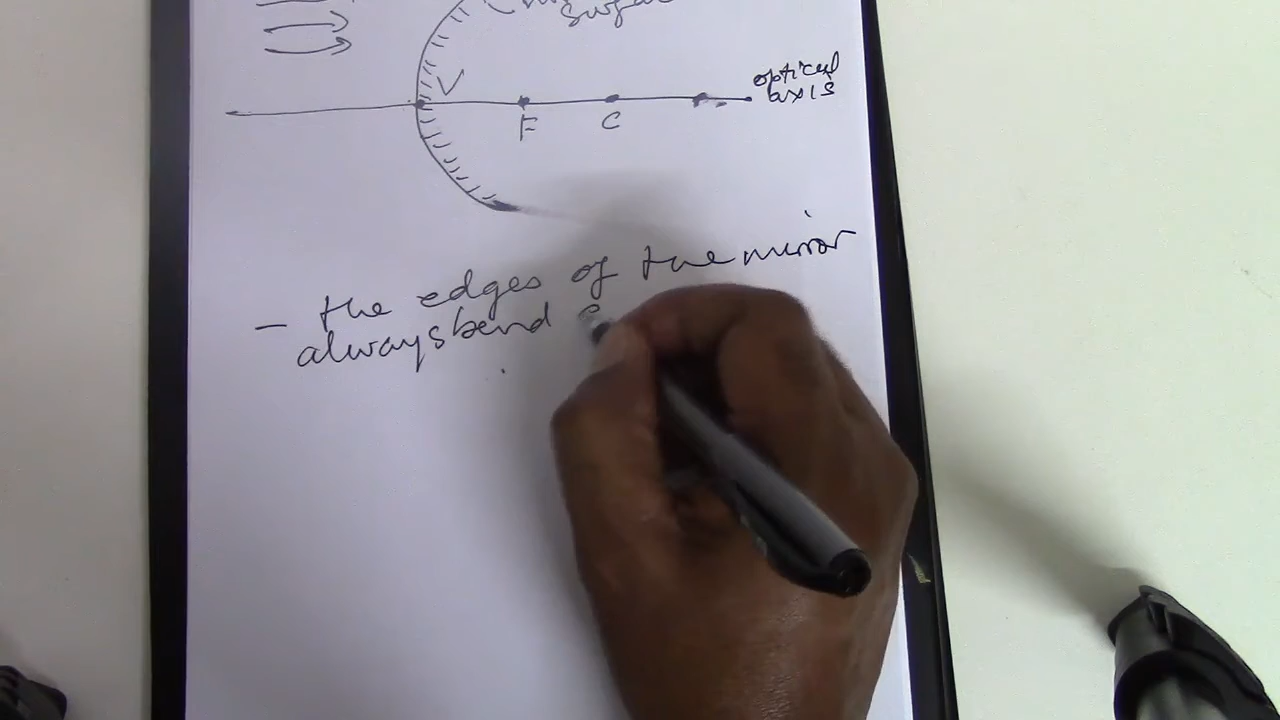 optical
axis
V
F C
- the edges of the mirror
always bend